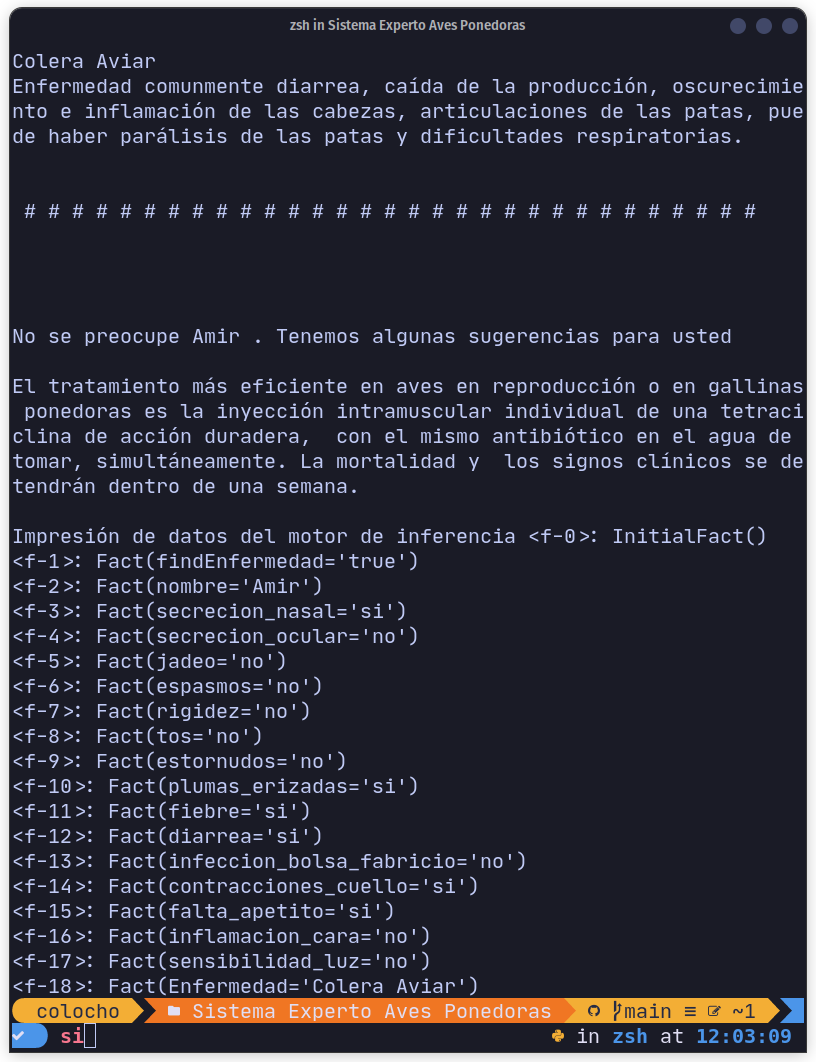 zsh in Sistema Experto Aves Ponedoras
Colera Aviar
Enfermedad comunmente diarrea, caída de la producción, oscurecimie
nto e inflamación de las cabezas, articulaciones de las patas, pue
de haber parálisis de las patas y dificultades respiratorias.
# # # # # # # # # # # # # # # # # # # # # # # # # # # # # # #
No se preocupe Amir . Tenemos algunas sugerencias para usted
El tratamiento más eficiente en aves en reproducción o en gallinas
 ponedoras es la inyección intramuscular individual de una tetraci
clina de acción duradera,  con el mismo antibiótico en el agua de
tomar, simultáneamente. La mortalidad y  los signos clínicos se de
tendrán dentro de una semana.
Impresión de datos del motor de inferencia <f-0>: InitialFact()
<f-1>: Fact(findEnfermedad='true')
<f-2>: Fact(nombre='Amir')
<f-3>: Fact(secrecion_nasal='si')
<f-4>: Fact(secrecion_ocular='no')
<f-5>: Fact(jadeo='no')
<f-6>: Fact(espasmos='no')
<f-7>: Fact(rigidez='no')
<f-8>: Fact(tos='no')
<f-9>: Fact(estornudos='no')
<f-10>: Fact(plumas_erizadas='si')
<f-11>: Fact(fiebre='si')
<f-12>: Fact(diarrea='si')
<f-13>: Fact(infeccion_bolsa_fabricio='no')
<f-14>: Fact(contracciones_cuello='si')
<f-15>: Fact(falta_apetito='si')
<f-16>: Fact(inflamacion_cara='no')
<f-17>: Fact(sensibilidad_luz='no')
<f-18>: Fact(Enfermedad='Colera Aviar')
colocho Sistema Experto Aves Ponedoras main ≡ ~1
si in zsh at 12:03:09